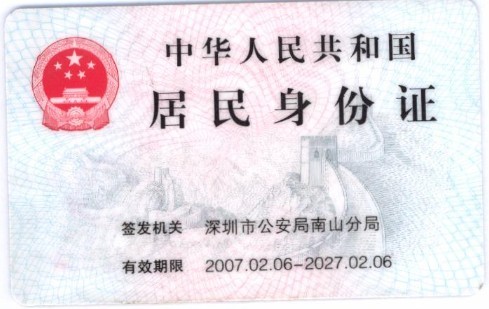 中华人民共和国
居民身份证
签发机关 深圳市公安局南山分局
有效期限 2007.02.06-2027.02.06